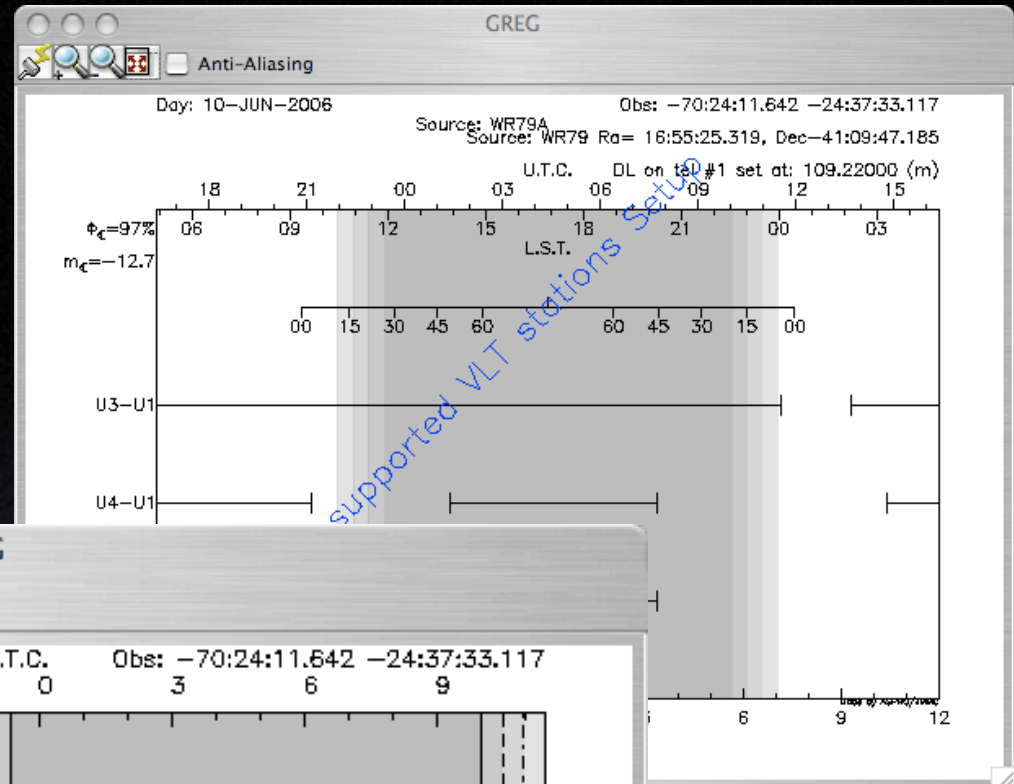 GREG
Anti-Aliasing
Day: 10-JUN-2006 Obs: -70:24:11.642 -24:37:33.117
Source: WR79A
Source: WR79 Ra= 16:55:25.319, Dec-41:09:47.185
U.T.C. DL on tel #1 set at: 109.22000 (m)
18 21 00 03 06 09 12 15
Φ☾=97% 06 09 12 15 18 21 00 03
L.S.T.
m☾=-12.7
00 15 30 45 60 60 45 30 15 00
supported VLT stations Setup
U3-U1
U4-U1
6 9 12
.T.C. Obs: -70:24:11.642 -24:37:33.117
0 3 6 9